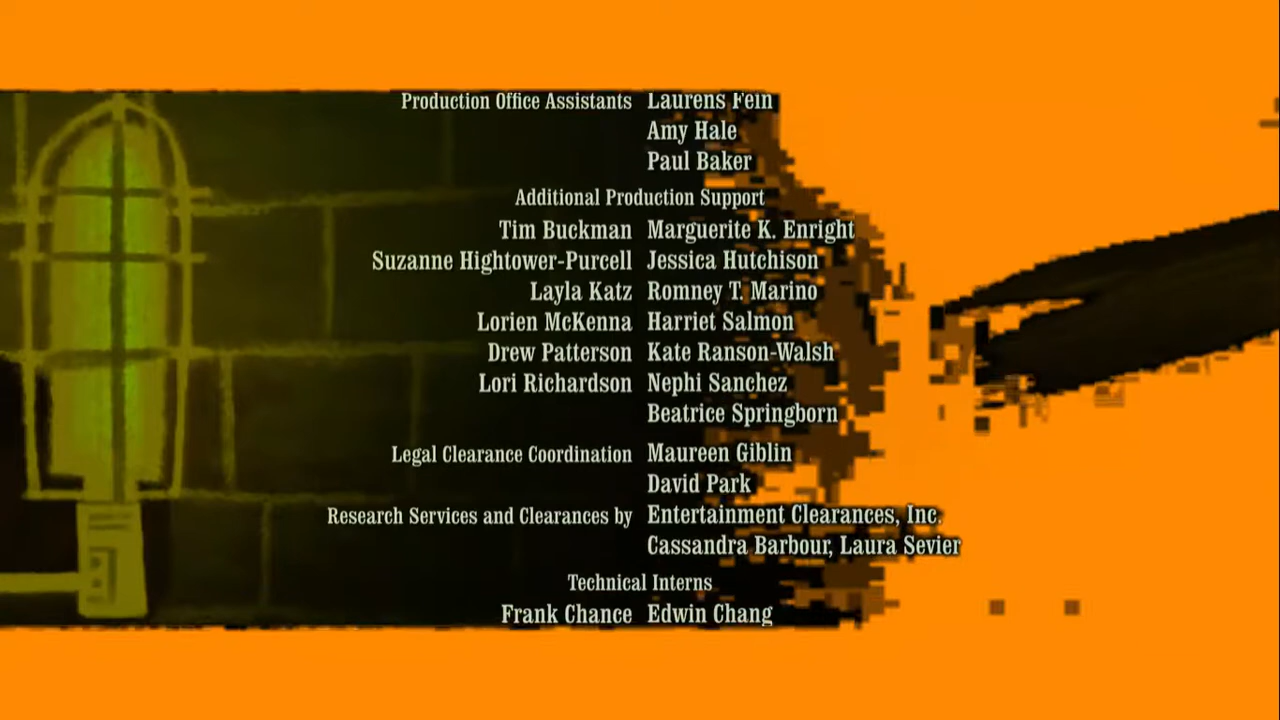 Production Office Assistants Laurens Fein
Amy Hale
Paul Baker
Additional Production Support
Tim Buckman Marguerite K. Enright
Suzanne Hightower-Purcell Jessica Hutchison
Layla Katz Romney T. Marino
Lorien McKenna Harriet Salmon
Drew Patterson Kate Ranson-Walsh
Lori Richardson Nephi Sanchez
Beatrice Springborn
Legal Clearance Coordination Maureen Giblin
David Park
Research Services and Clearances by Entertainment Clearances, Inc.
Cassandra Barbour, Laura Sevier
Technical Interns
Frank Chance Edwin Chang